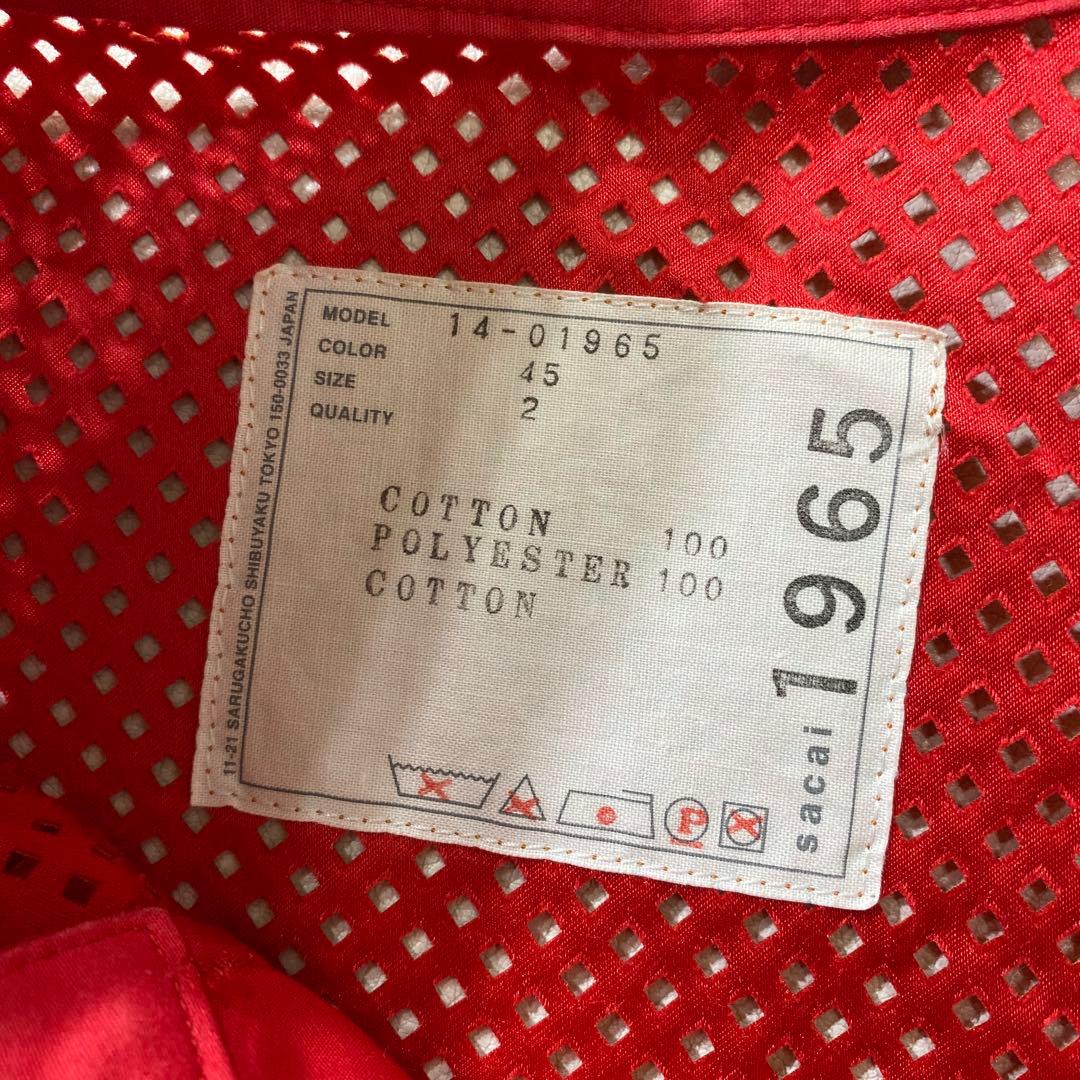 MODEL 14-01965
COLOR 45
SIZE 2
QUALITY
COTTON 100
POLYESTER 100
COTTON
11-21 SARUGAKUCHO SHIBUYAKU TOKYO 150-0033 JAPAN
sacai 1965
P